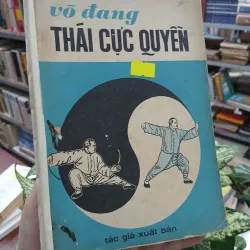 võ đang
THÁI CỰC QUYỀN
tác giả xuất bản